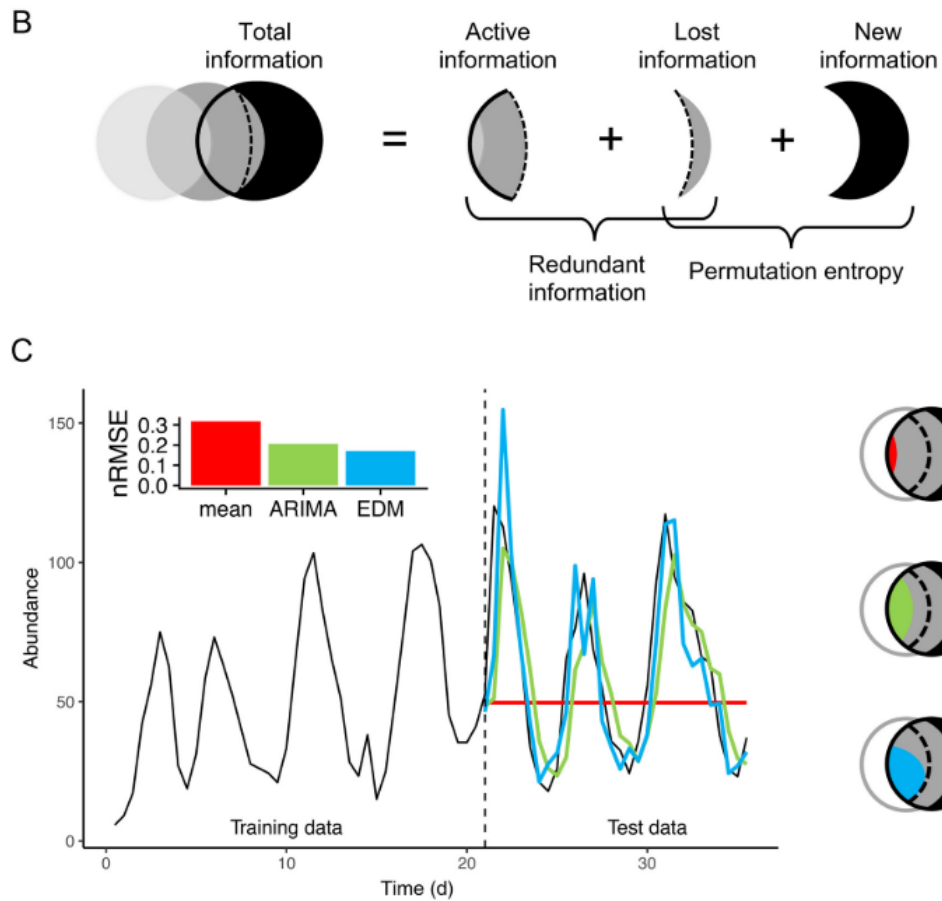 B
Total
information
Active
information
Lost
information
New
information
=
+
+
Redundant
information
Permutation entropy
C
nRMSE
0.3
0.2
0.1
0.0
mean
ARIMA
EDM
Abundance
150
100
50
0
Training data
Test data
0
10
20
30
Time (d)